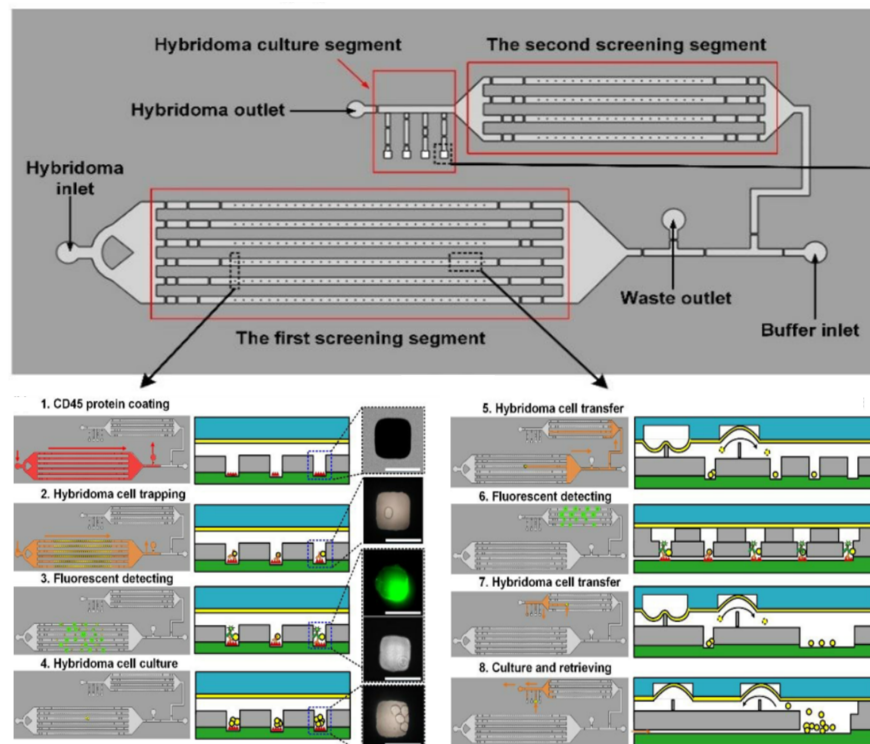 Hybridoma culture segment
The second screening segment
Hybridoma outlet
Hybridoma
inlet
Waste outlet
Buffer inlet
The first screening segment
1. CD45 protein coating
2. Hybridoma cell trapping
3. Fluorescent detecting
4. Hybridoma cell culture
5. Hybridoma cell transfer
6. Fluorescent detecting
7. Hybridoma cell transfer
8. Culture and retrieving